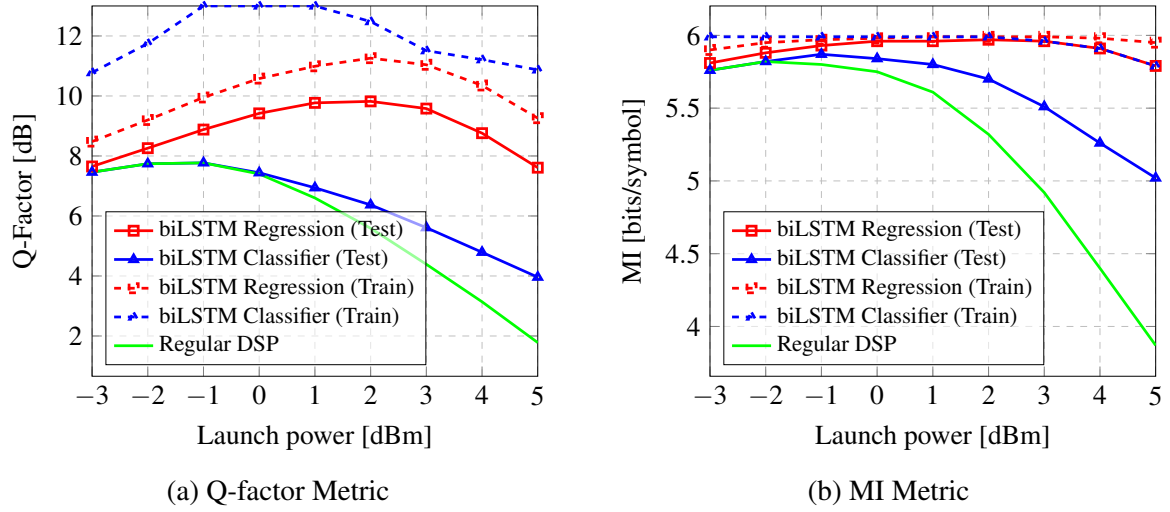 12
10
8
6
4
2
Q-Factor [dB]
biLSTM Regression (Test)
biLSTM Classifier (Test)
biLSTM Regression (Train)
biLSTM Classifier (Train)
Regular DSP
−3 −2 −1 0 1 2 3 4 5
Launch power [dBm]
(a) Q-factor Metric
6
5.5
5
4.5
4
MI [bits/symbol]
biLSTM Regression (Test)
biLSTM Classifier (Test)
biLSTM Regression (Train)
biLSTM Classifier (Train)
Regular DSP
−3 −2 −1 0 1 2 3 4 5
Launch power [dBm]
(b) MI Metric